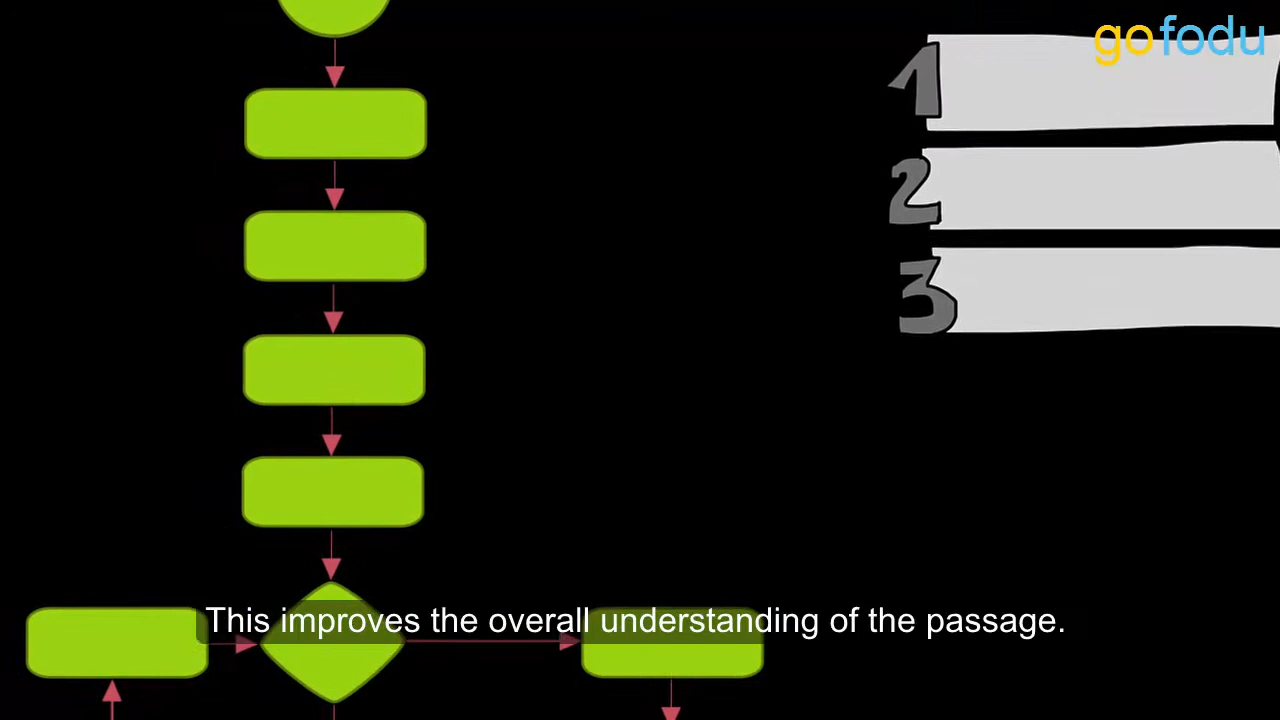 gofodu
1
2
3
This improves the overall understanding of the passage.